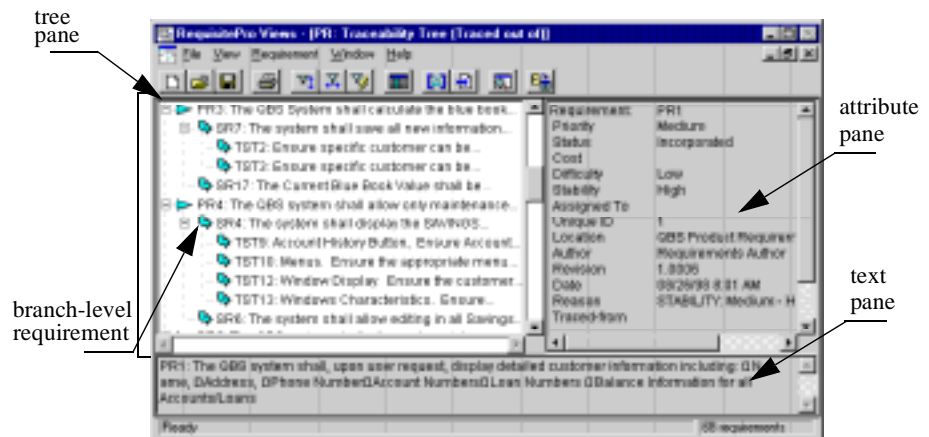 tree
pane
RequisitePro Views - [PR: Traceability Tree (Traced out of)]
File View Requirement Window Help
PR3: The GBS System shall calculate the blue book...
SR7: The system shall save all new information...
TST2: Ensure specific customer can be...
TST3: Ensure specific customer can be...
SR17: The Current Blue Book Value shall be...
PR4: The GBS system shall allow only maintenance...
SR4: The system shall display the SAVINGS...
TST9: Account History Button, Ensure Account...
TST10: Menus. Ensure the appropriate menu...
TST12: Window Display. Ensure the customer...
TST13: Windows Characteristics. Ensure...
SR6: The system shall allow editing in all Savings...
Requirement: PR1
Priority Medium
Status Incorporated
Cost
Difficulty Low
Stability High
Assigned To
Unique ID 1
Location GBS Product Requirem
Author Requirements Author
Revision 1.0006
Date 08/26/98 8:01 AM
Reason STABILITY: Medium - H
Traced-from
attribute
pane
branch-level
requirement
text
pane
PR1: The GBS system shall, upon user request, display detailed customer information including: N
ame, Address, Phone Number Account Numbers Loan Numbers Balance Information for all
Accounts/Loans
Ready 68 requirements